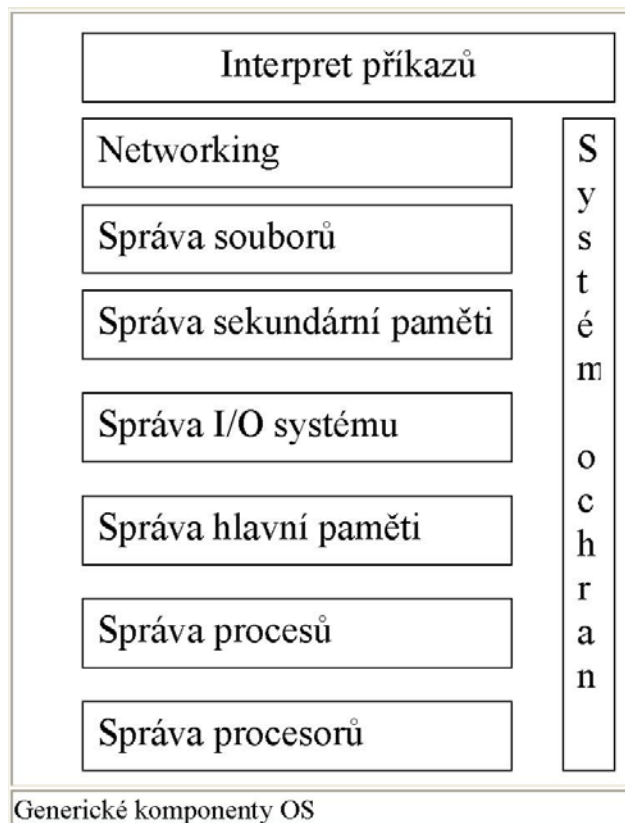 Interpret příkazů
Networking
Správa souborů
Správa sekundární paměti
Správa I/O systému
Správa hlavní paměti
Správa procesů
Správa procesorů
Systém ochran
Generické komponenty OS